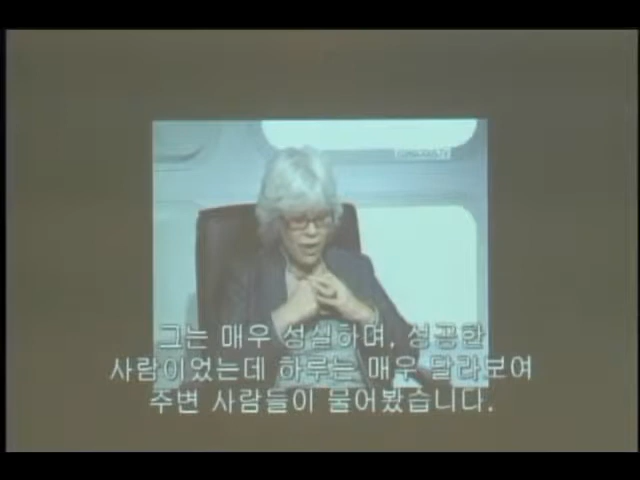 그는 매우 성실하며, 성공한
사람이었는데 하루는 매우 달라보여
주변 사람들이 물어봤습니다.